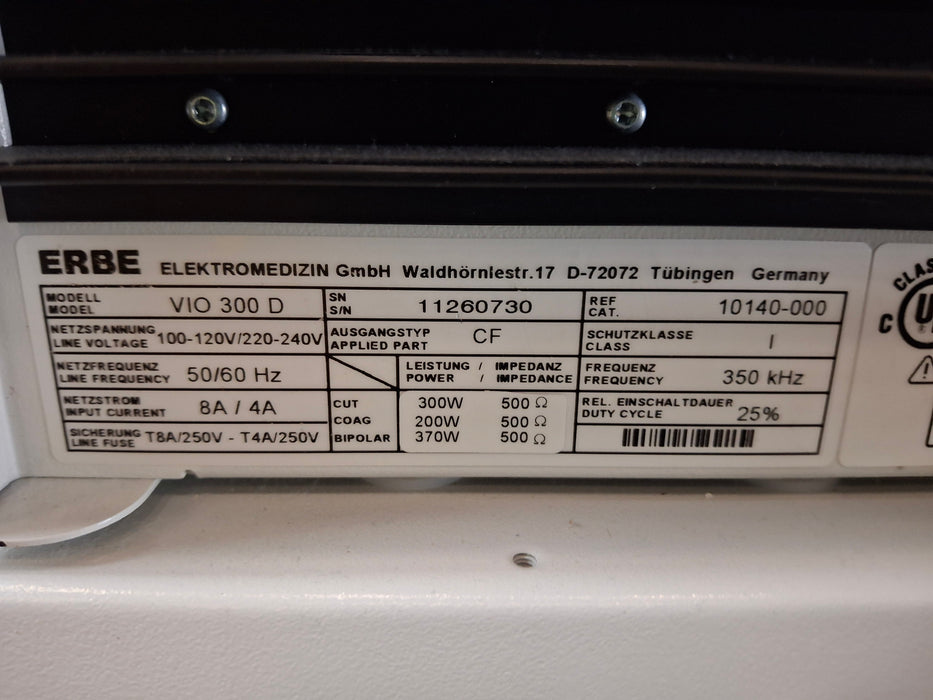 ERBE ELEKTROMEDIZIN GmbH Waldhörnlestr.17 D-72072 Tübingen Germany
MODELL
MODEL
VIO 300 D
SN
S/N
11260730
REF
CAT.
10140-000
NETZSPANNUNG
LINE VOLTAGE
100-120V/220-240V
AUSGANGSTYP
APPLIED PART
CF
SCHUTZKLASSE
CLASS
I
NETZFREQUENZ
LINE FREQUENCY
50/60 Hz
LEISTUNG / IMPEDANZ
POWER / IMPEDANCE
FREQUENZ
FREQUENCY
350 kHz
NETZSTROM
INPUT CURRENT
8A / 4A
CUT 300W 500 Ω
COAG 200W 500 Ω
BIPOLAR 370W 500 Ω
REL. EINSCHALTDAUER
DUTY CYCLE
25%
SICHERUNG
LINE FUSE
T8A/250V - T4A/250V
C